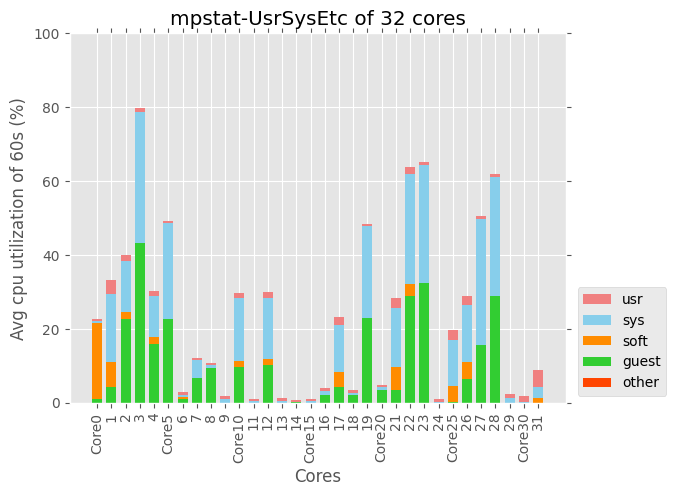 mpstat-UsrSysEtc of 32 cores
Avg cpu utilization of 60s (%)
100
80
60
40
20
0
Core0
1
2
3
4
Core5
6
7
8
9
Core10
11
12
13
14
Core15
16
17
18
19
Core20
21
22
23
24
Core25
26
27
28
29
Core30
31
Cores
usr
sys
soft
guest
other